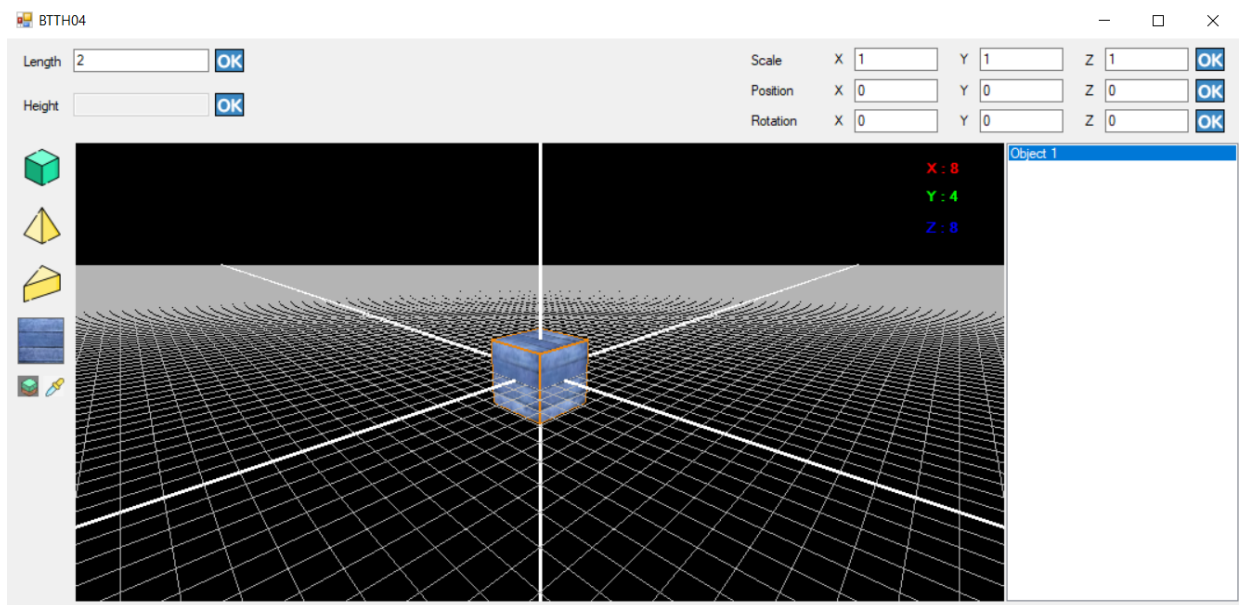 BTTH04
Length 2 OK
Height OK
Scale X 1 Y 1 Z 1 OK
Position X 0 Y 0 Z 0 OK
Rotation X 0 Y 0 Z 0 OK
X : 8
Y : 4
Z : 8
Object 1